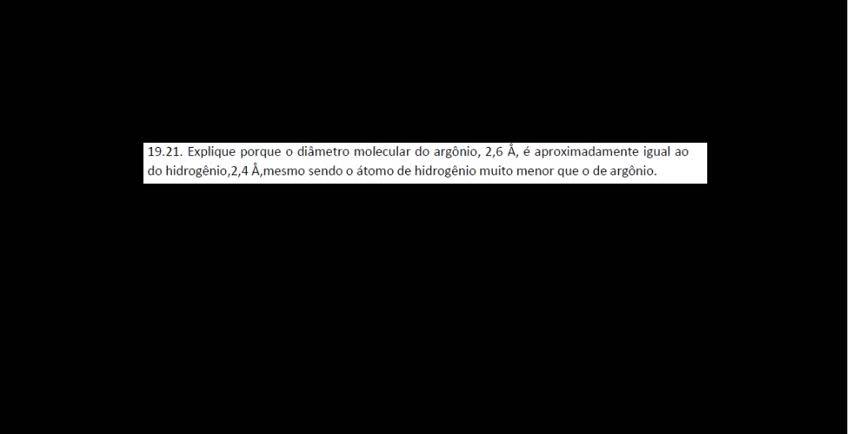 19.21. Explique porque o diâmetro molecular do argônio, 2,6 Å, é aproximadamente igual ao
do hidrogênio,2,4 Å,mesmo sendo o átomo de hidrogênio muito menor que o de argônio.